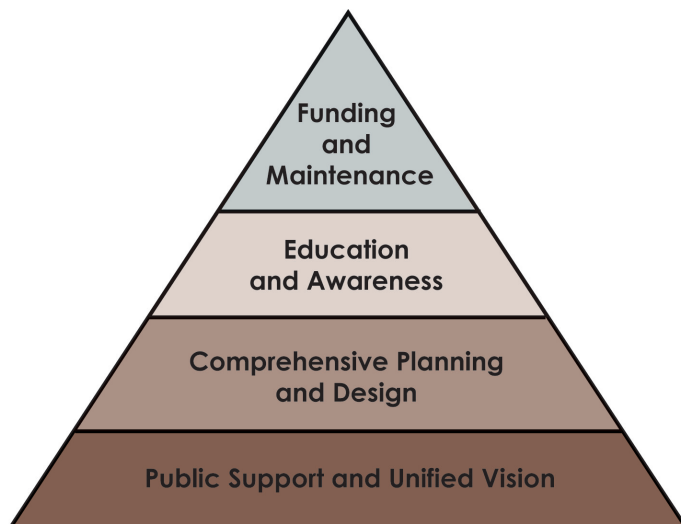 Funding
and
Maintenance
Education
and Awareness
Comprehensive Planning
and Design
Public Support and Unified Vision